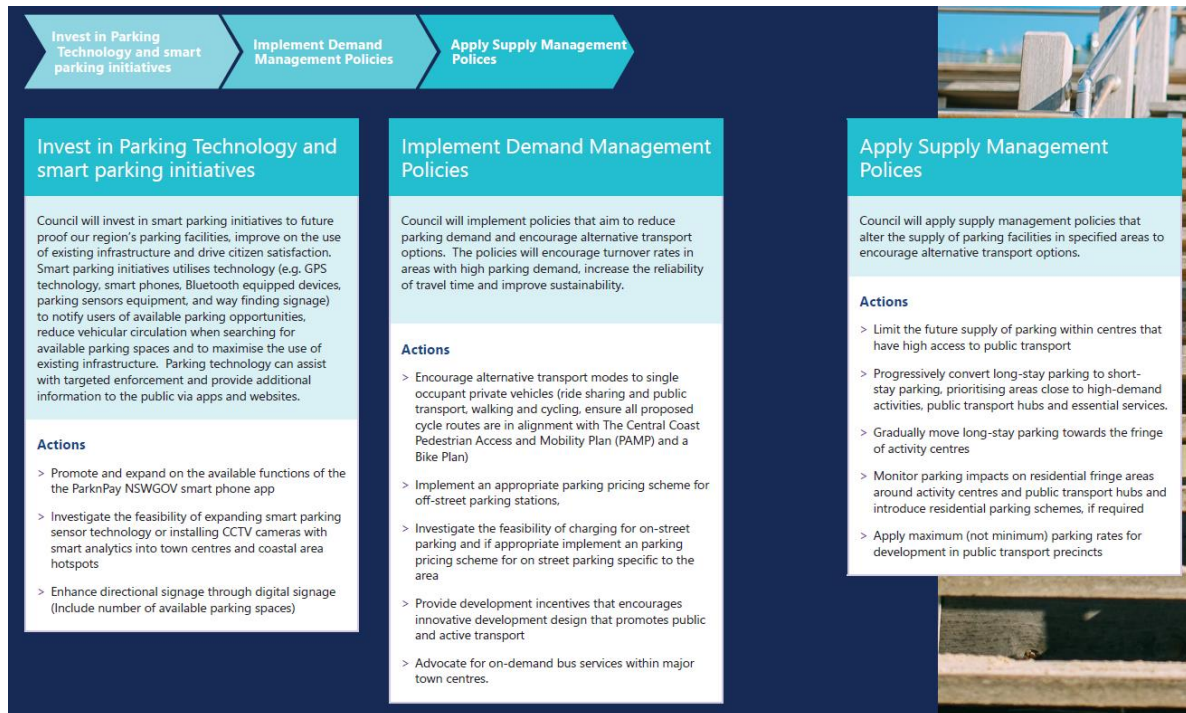 Invest in Parking
Technology and smart
parking initiatives
Implement Demand
Management Policies
Apply Supply Management
Polices
Invest in Parking Technology and
smart parking initiatives
Council will invest in smart parking initiatives to future
proof our region's parking facilities, improve on the use
of existing infrastructure and drive citizen satisfaction.
Smart parking initiatives utilises technology (e.g. GPS
technology, smart phones, Bluetooth equipped devices,
parking sensors equipment, and way finding signage)
to notify users of available parking opportunities,
reduce vehicular circulation when searching for
available parking spaces and to maximise the use of
existing infrastructure. Parking technology can assist
with targeted enforcement and provide additional
information to the public via apps and websites.
Actions
> Promote and expand on the available functions of the
the ParknPay NSWGOV smart phone app
> Investigate the feasibility of expanding smart parking
sensor technology or installing CCTV cameras with
smart analytics into town centres and coastal area
hotspots
> Enhance directional signage through digital signage
(Include number of available parking spaces)
Implement Demand Management
Policies
Council will implement policies that aim to reduce
parking demand and encourage alternative transport
options. The policies will encourage turnover rates in
areas with high parking demand, increase the reliability
of travel time and improve sustainability.
Actions
> Encourage alternative transport modes to single
occupant private vehicles (ride sharing and public
transport, walking and cycling, ensure all proposed
cycle routes are in alignment with The Central Coast
Pedestrian Access and Mobility Plan (PAMP) and a
Bike Plan)
> Implement an appropriate parking pricing scheme for
off-street parking stations,
> Investigate the feasibility of charging for on-street
parking and if appropriate implement an parking
pricing scheme for on street parking specific to the
area
> Provide development incentives that encourages
innovative development design that promotes public
and active transport
> Advocate for on-demand bus services within major
town centres.
Apply Supply Management
Polices
Council will apply supply management policies that
alter the supply of parking facilities in specified areas to
encourage alternative transport options.
Actions
> Limit the future supply of parking within centres that
have high access to public transport
> Progressively convert long-stay parking to short-
stay parking, prioritising areas close to high-demand
activities, public transport hubs and essential services.
> Gradually move long-stay parking towards the fringe
of activity centres
> Monitor parking impacts on residential fringe areas
around activity centres and public transport hubs and
introduce residential parking schemes, if required
> Apply maximum (not minimum) parking rates for
development in public transport precincts